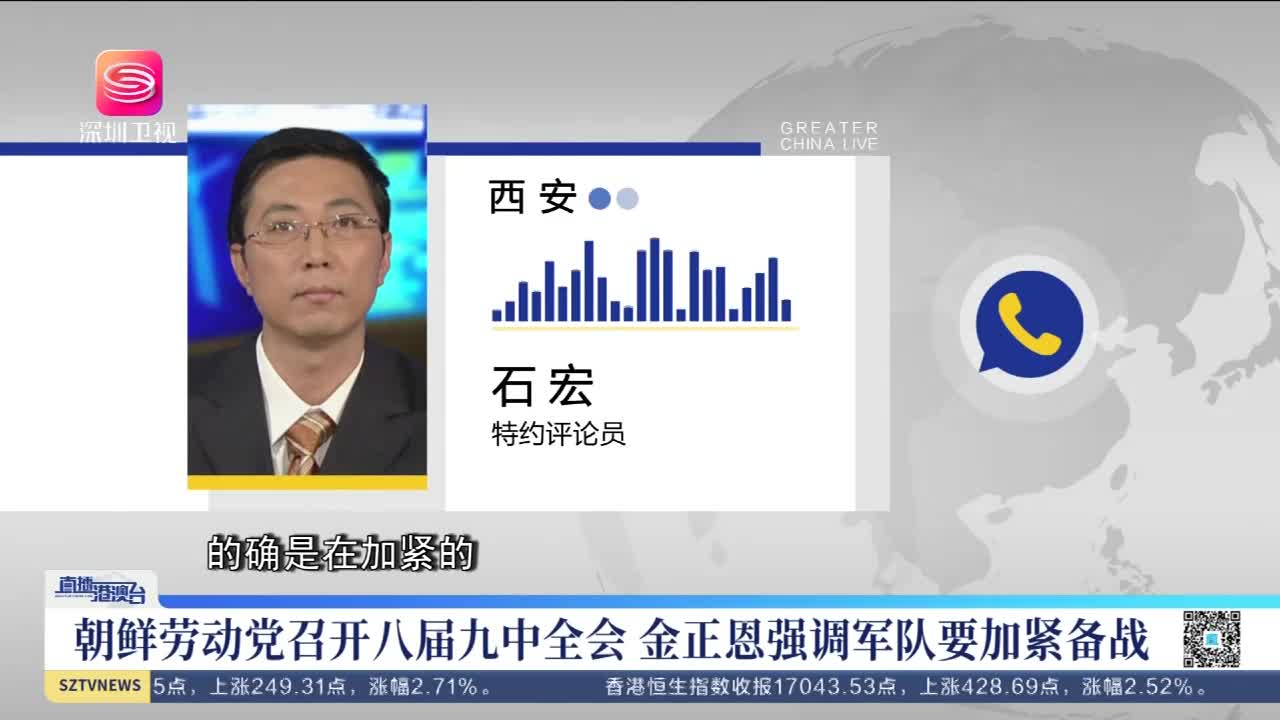 深圳卫视
GREATER
CHINA LIVE
西安
石宏
特约评论员
的确是在加紧的
直播港澳台
朝鲜劳动党召开八届九中全会 金正恩强调军队要加紧备战
SZTVNEWS 5点，上涨249.31点，涨幅2.71%。 香港恒生指数收报17043.53点，上涨428.69点，涨幅2.52%。